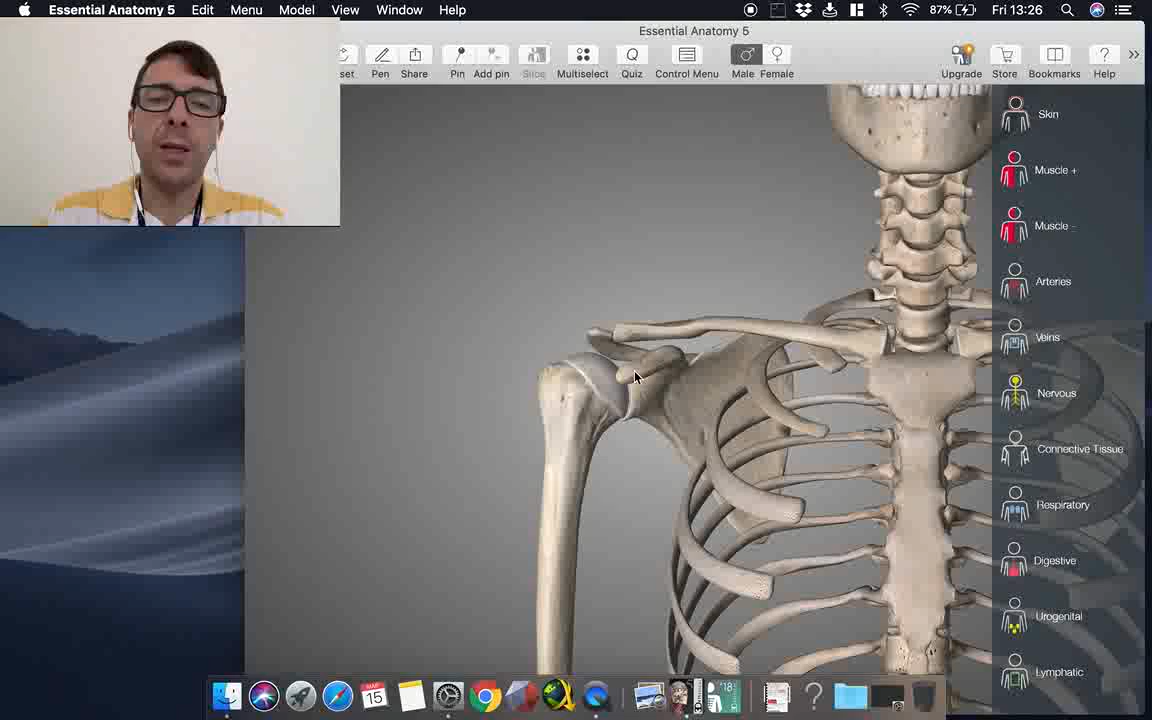 Essential Anatomy 5 Edit Menu Model View Window Help 87% Fri 13:26
Essential Anatomy 5
set Pen Share Pin Add pin Slice Multiselect Quiz Control Menu Male Female Upgrade Store Bookmarks Help
Skin
Muscle +
Muscle -
Arteries
Veins
Nervous
Connective Tissue
Respiratory
Digestive
Urogenital
Lymphatic
15